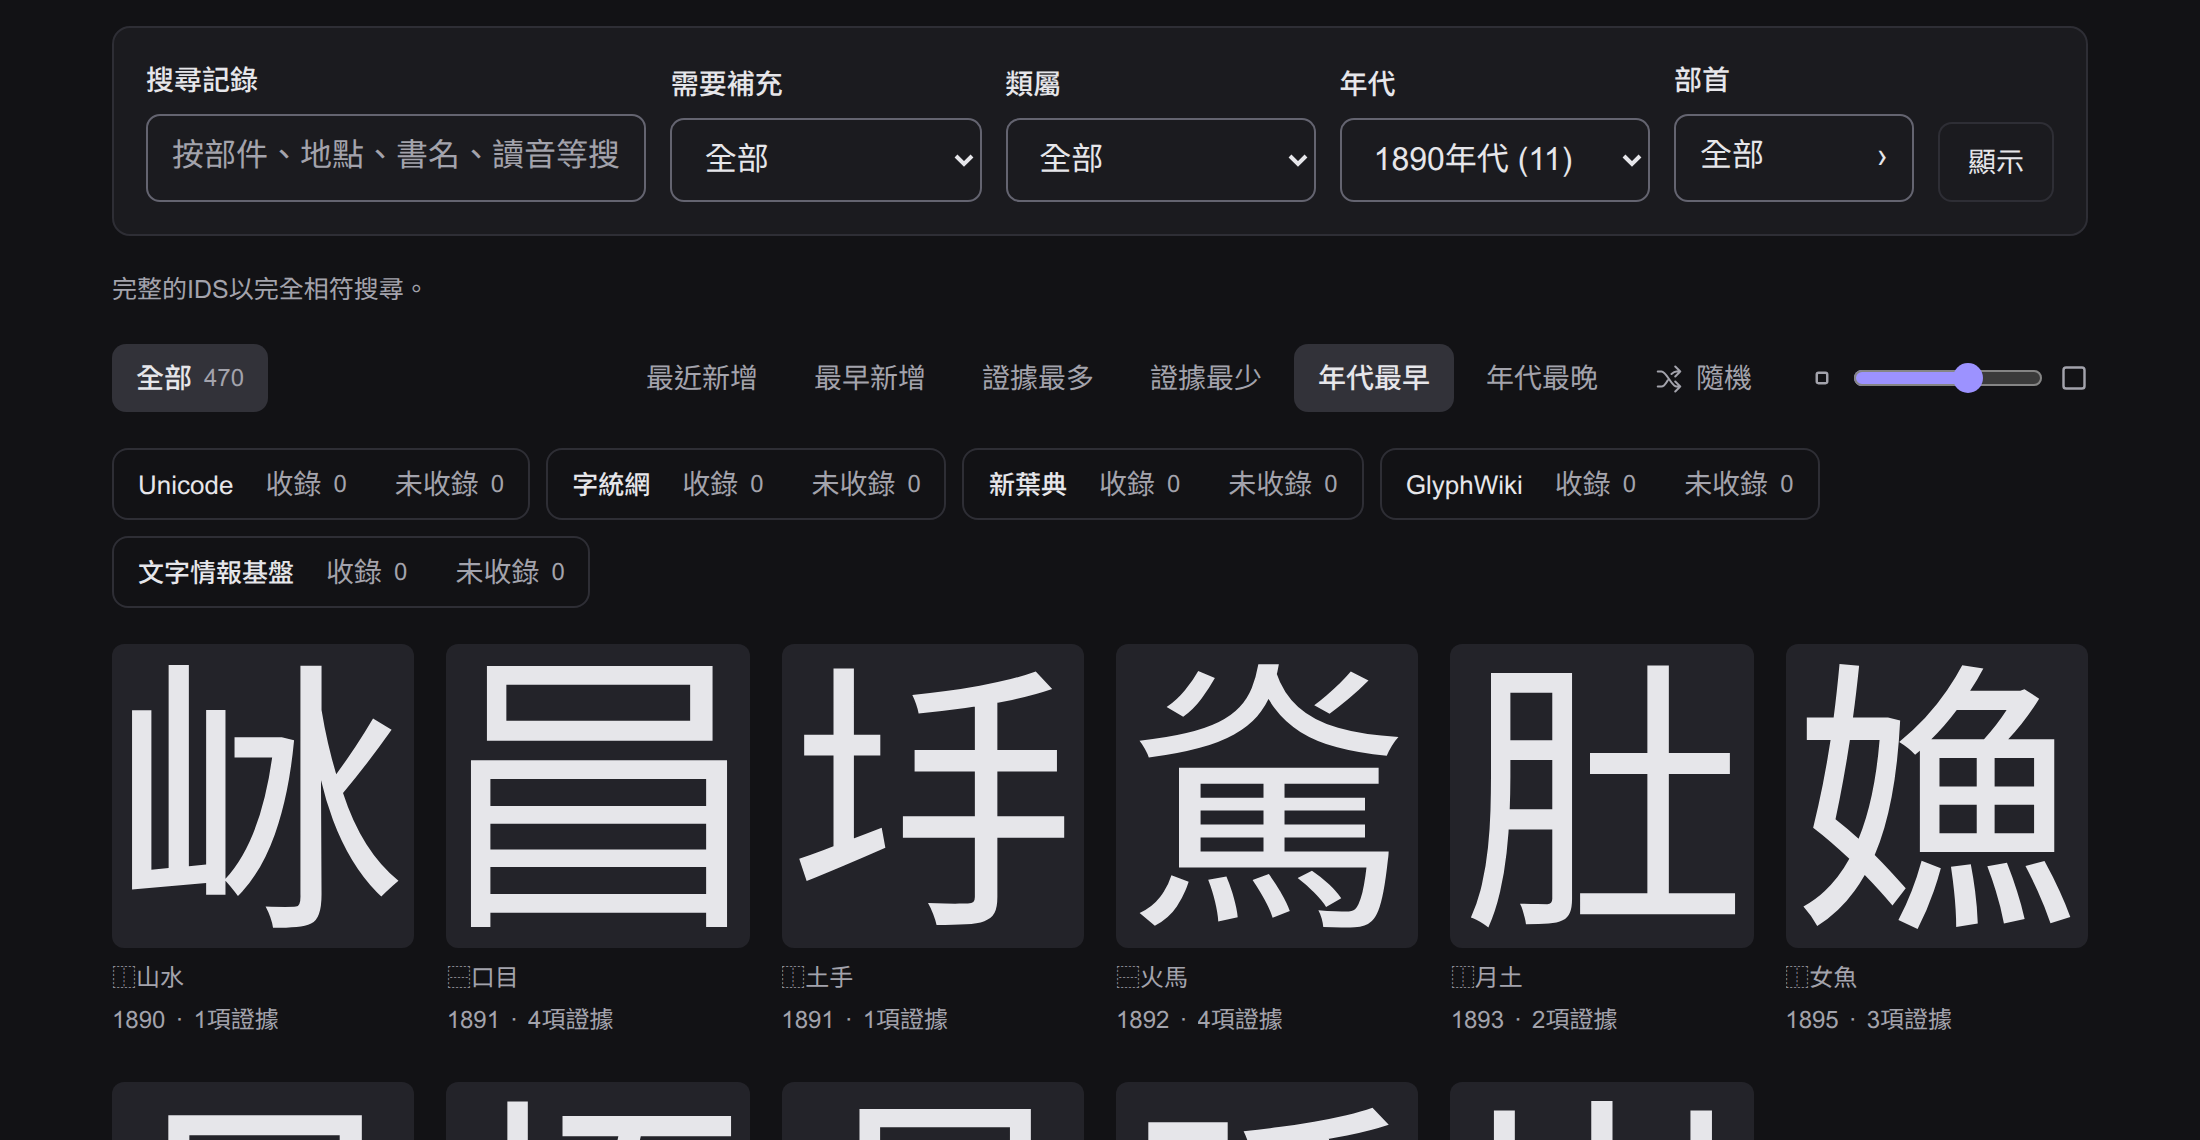 搜尋記錄 需要補充 類屬 年代 部首
按部件、地點、書名、讀音等搜 全部 全部 1890年代 (11) 全部 › 顯示
完整的IDS以完全相符搜尋。
全部 470 最近新增 最早新增 證據最多 證據最少 年代最早 年代最晚 隨機
Unicode 收錄 0 未收錄 0 字統網 收錄 0 未收錄 0 新葉典 收錄 0 未收錄 0 GlyphWiki 收錄 0 未收錄 0
文字情報基盤 收錄 0 未收錄 0
⿰山水 ⿱口目 ⿰土手 ⿱火馬 ⿰月土 ⿰女魚
1890 · 1項證據 1891 · 4項證據 1891 · 1項證據 1892 · 4項證據 1893 · 2項證據 1895 · 3項證據